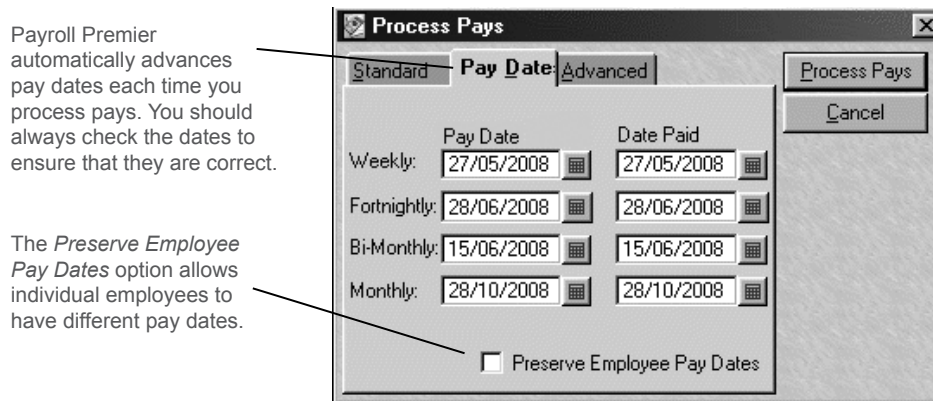 Payroll Premier
automatically advances
pay dates each time you
process pays. You should
always check the dates to
ensure that they are correct.
The Preserve Employee
Pay Dates option allows
individual employees to
have different pay dates.
Process Pays
Standard Pay Date Advanced
Process Pays
Cancel
Pay Date Date Paid
Weekly: 27/05/2008 27/05/2008
Fortnightly: 28/06/2008 28/06/2008
Bi-Monthly: 15/06/2008 15/06/2008
Monthly: 28/10/2008 28/10/2008
Preserve Employee Pay Dates